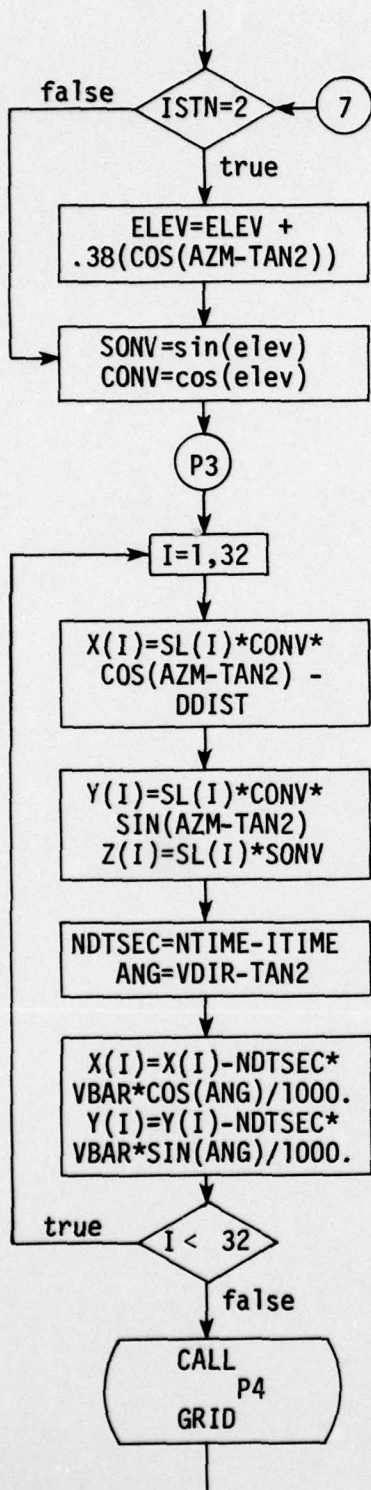 false
ISTN=2
7
true
ELEV=ELEV +
.38(COS(AZM-TAN2))
SONV=sin(elev)
CONV=cos(elev)
P3
I=1,32
X(I)=SL(I)*CONV*
COS(AZM-TAN2) -
DDIST
Y(I)=SL(I)*CONV*
SIN(AZM-TAN2)
Z(I)=SL(I)*SONV
NDTSEC=NTIME-ITIME
ANG=VDIR-TAN2
X(I)=X(I)-NDTSEC*
VBAR*COS(ANG)/1000.
Y(I)=Y(I)-NDTSEC*
VBAR*SIN(ANG)/1000.
true
I < 32
false
CALL
P4
GRID